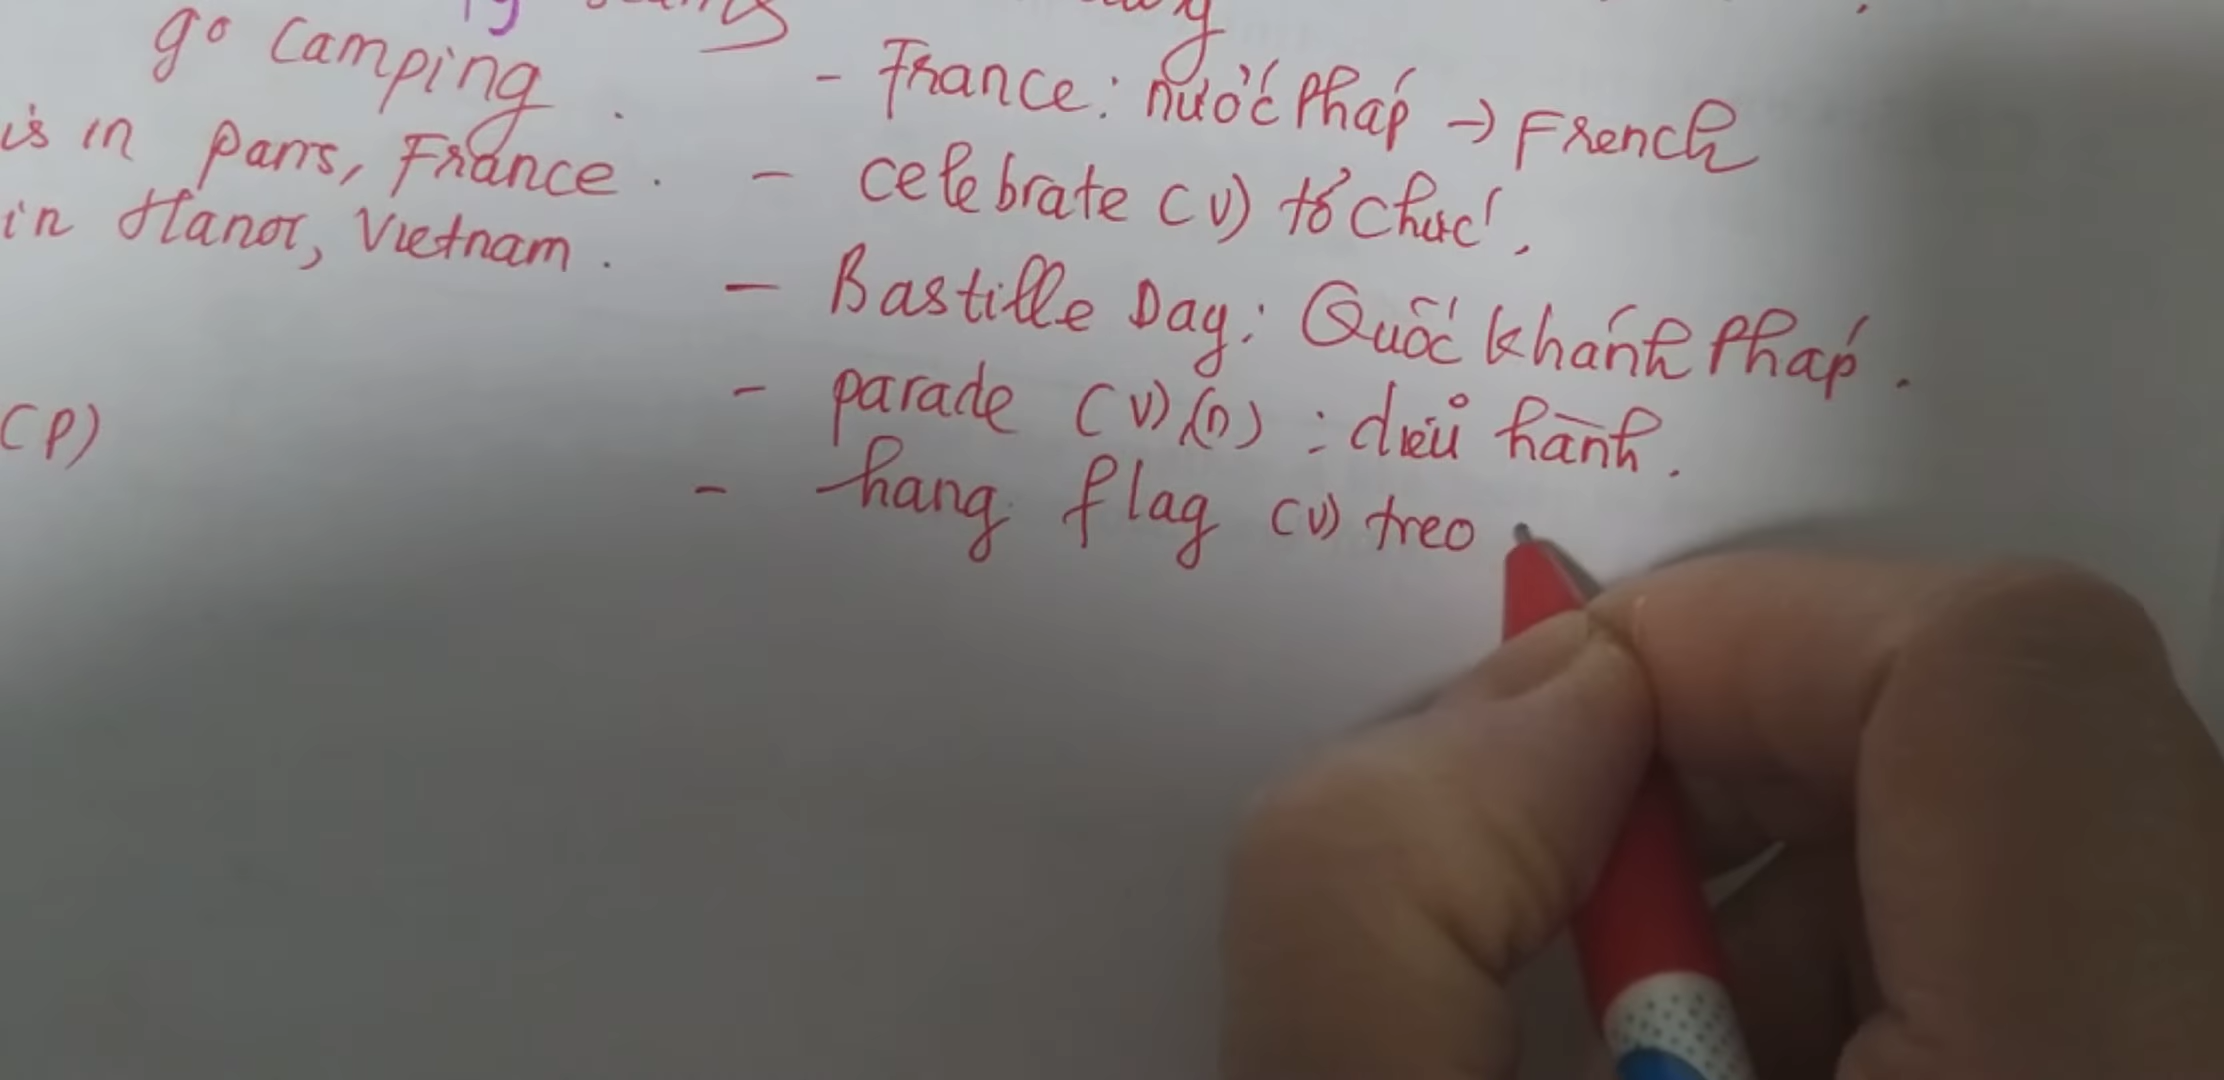 go camping.
is in Paris, France.
in Hanoi, Vietnam.
(P)
- France: nước Pháp → French
- celebrate (v) tổ chức.
- Bastille Day: Quốc khánh Pháp.
- parade (v)(n): diễu hành.
- hang flag (v) treo